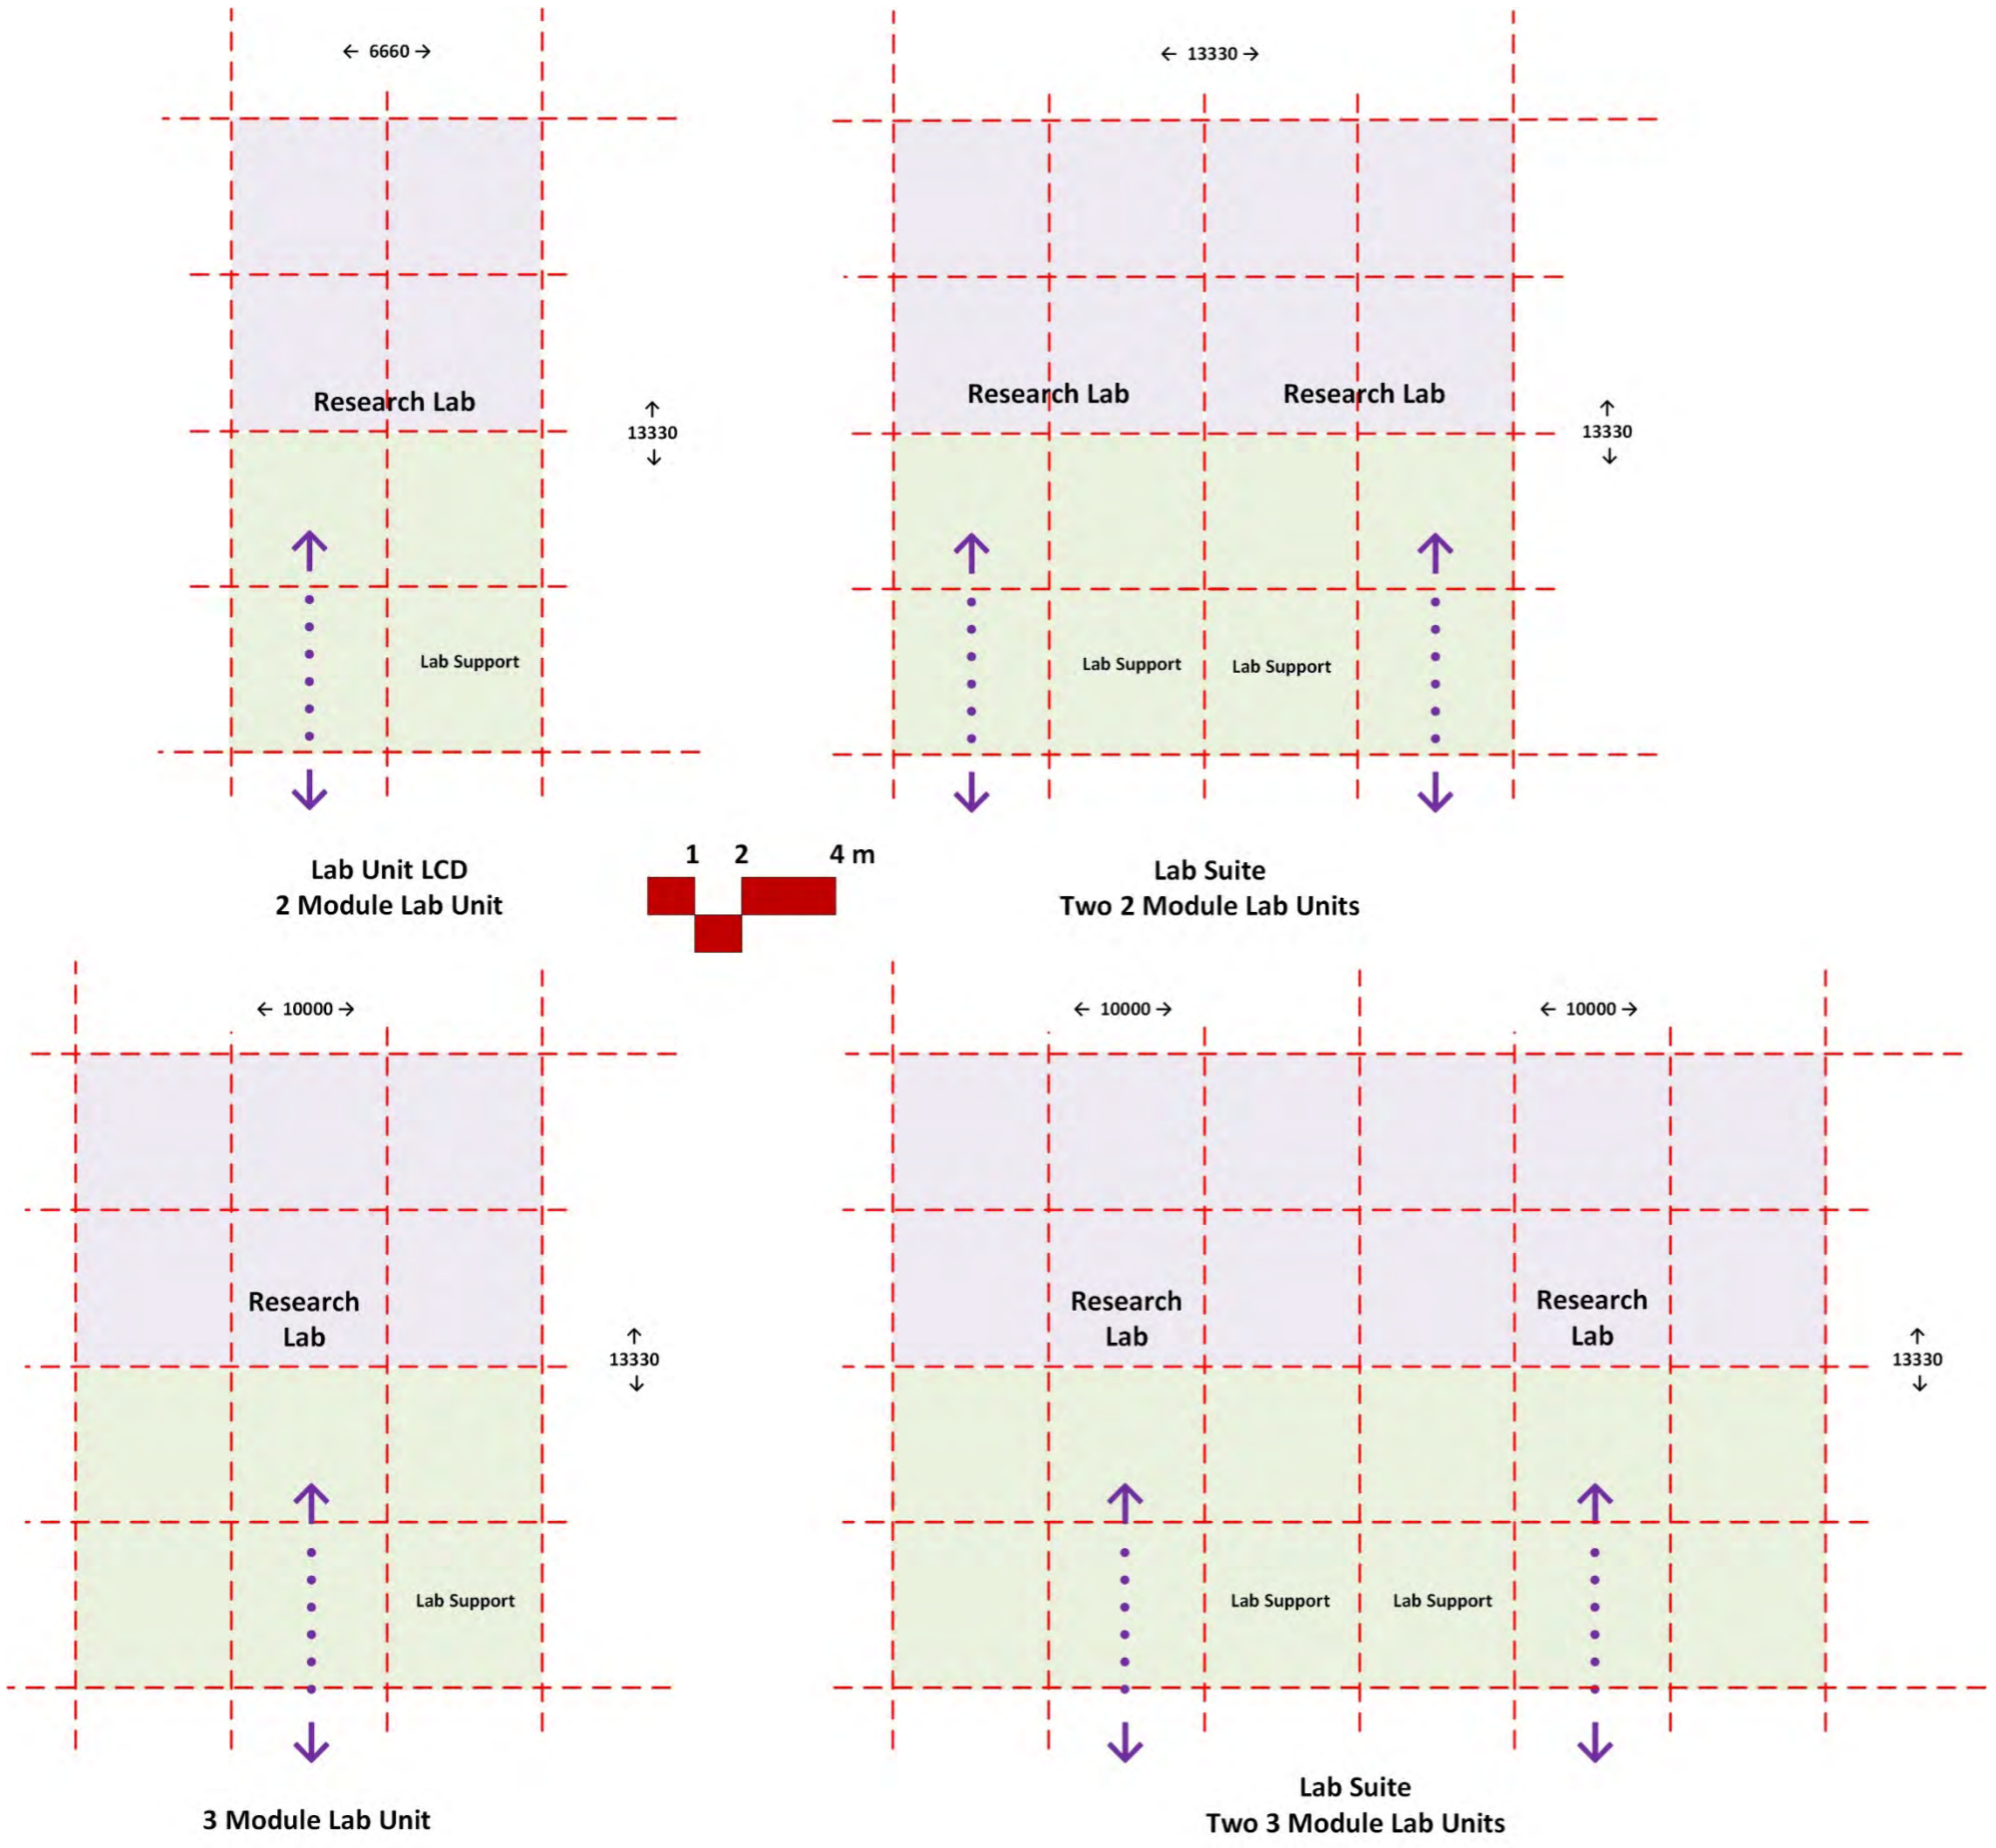 ← 6660 →
← 13330 →
Research Lab
Research Lab
Research Lab
↑
13330
↓
↑
13330
↓
Lab Support
Lab Support
Lab Support
Lab Unit LCD
2 Module Lab Unit
1 2 4 m
Lab Suite
Two 2 Module Lab Units
← 10000 →
← 10000 →
← 10000 →
Research
Lab
Research
Lab
Research
Lab
↑
13330
↓
↑
13330
↓
Lab Support
Lab Support
Lab Support
3 Module Lab Unit
Lab Suite
Two 3 Module Lab Units